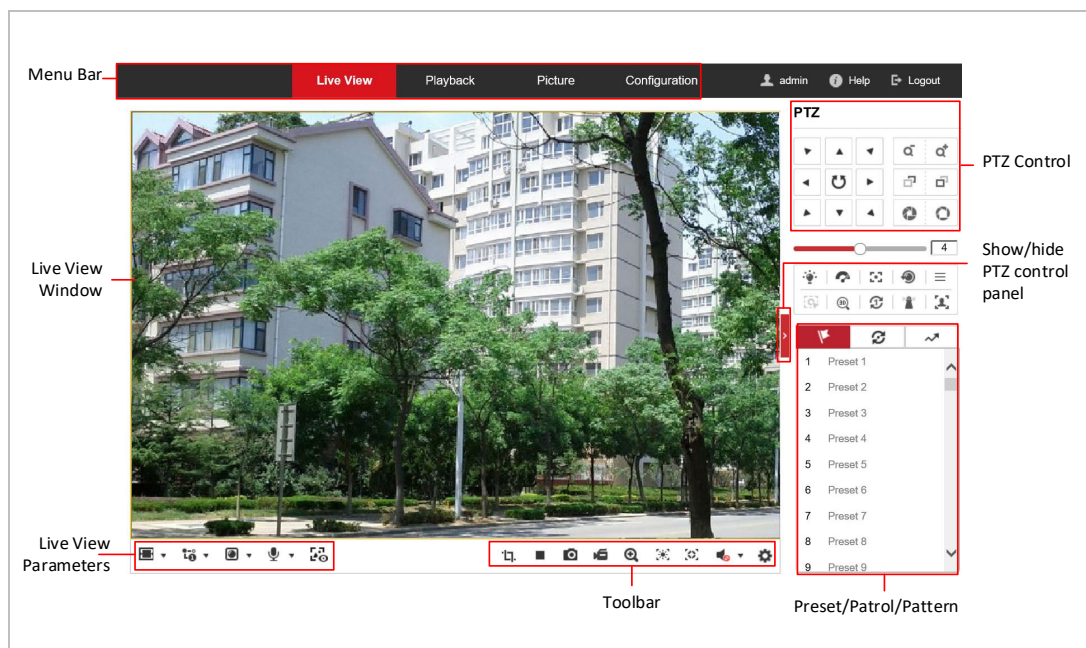 Menu Bar
Live View
Playback
Picture
Configuration
admin
Help
Logout
PTZ
PTZ Control
4
Show/hide
PTZ control
panel
Live View
Window
3D
1 Preset 1
2 Preset 2
3 Preset 3
4 Preset 4
5 Preset 5
6 Preset 6
7 Preset 7
8 Preset 8
9 Preset 9
Live View
Parameters
Toolbar
Preset/Patrol/Pattern